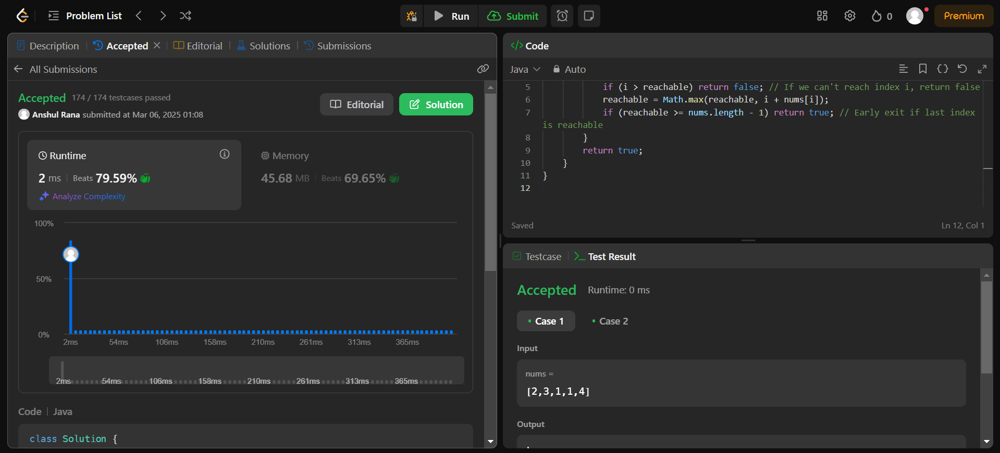 Problem List
Run
Submit
0
Premium
Description
Accepted
Editorial
Solutions
Submissions
All Submissions
Accepted 174 / 174 testcases passed
Anshul Rana submitted at Mar 06, 2025 01:08
Editorial
Solution
Runtime
2 ms Beats 79.59%
Analyze Complexity
Memory
45.68 MB Beats 69.65%
100%
50%
0%
2ms 54ms 106ms 158ms 210ms 261ms 313ms 365ms
2ms 54ms 106ms 158ms 210ms 261ms 313ms 365ms
Code | Java
class Solution {
</> Code
Java
Auto
5 if (i > reachable) return false; // If we can't reach index i, return false
6 reachable = Math.max(reachable, i + nums[i]);
7 if (reachable >= nums.length - 1) return true; // Early exit if last index
is reachable
8 }
9 return true;
10 }
11 }
12
Saved
Ln 12, Col 1
Testcase
Test Result
Accepted Runtime: 0 ms
Case 1
Case 2
Input
nums =
[2,3,1,1,4]
Output